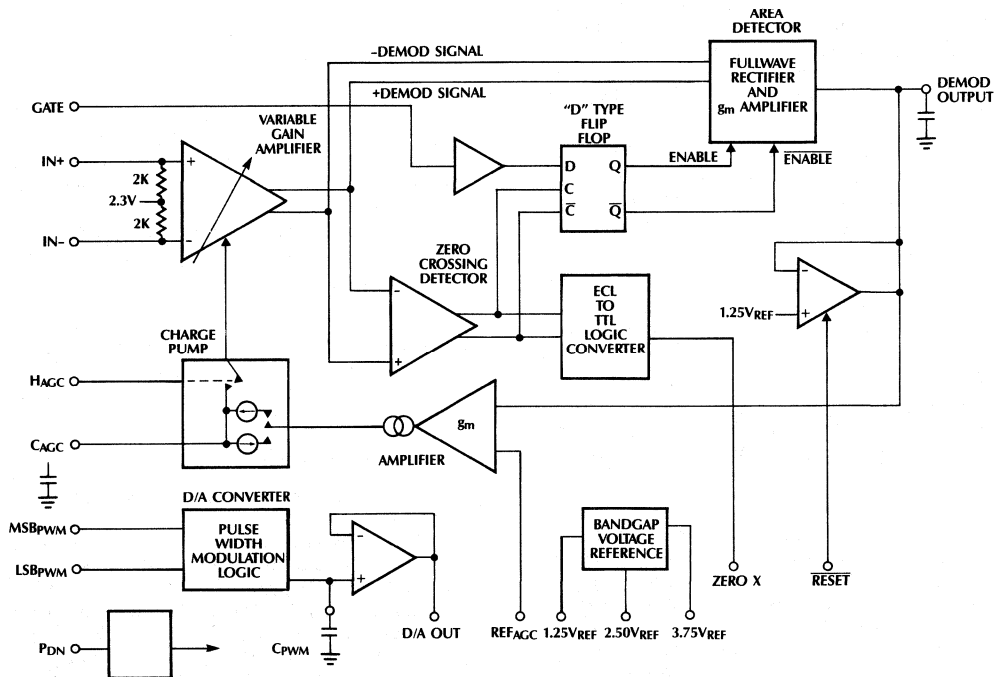 AREA
DETECTOR
–DEMOD SIGNAL
FULLWAVE
RECTIFIER
AND
gm AMPLIFIER
DEMOD
OUTPUT
+DEMOD SIGNAL
GATE
VARIABLE
GAIN
AMPLIFIER
“D” TYPE
FLIP
FLOP
IN+
+
2K
2.3V
2K
IN–
-
D Q
C
C̅ Q̅
ENABLE
E̅N̅A̅B̅L̅E̅
ZERO
CROSSING
DETECTOR
-
+
ECL
TO
TTL
LOGIC
CONVERTER
-
+
1.25VREF
CHARGE
PUMP
HAGC
CAGC
gm
AMPLIFIER
D/A CONVERTER
MSBPWM
LSBPWM
PULSE
WIDTH
MODULATION
LOGIC
-
+
BANDGAP
VOLTAGE
REFERENCE
ZERO X
R̅E̅S̅E̅T̅
CPWM
D/A OUT
REFAGC
1.25VREF
2.50VREF
3.75VREF
PDN